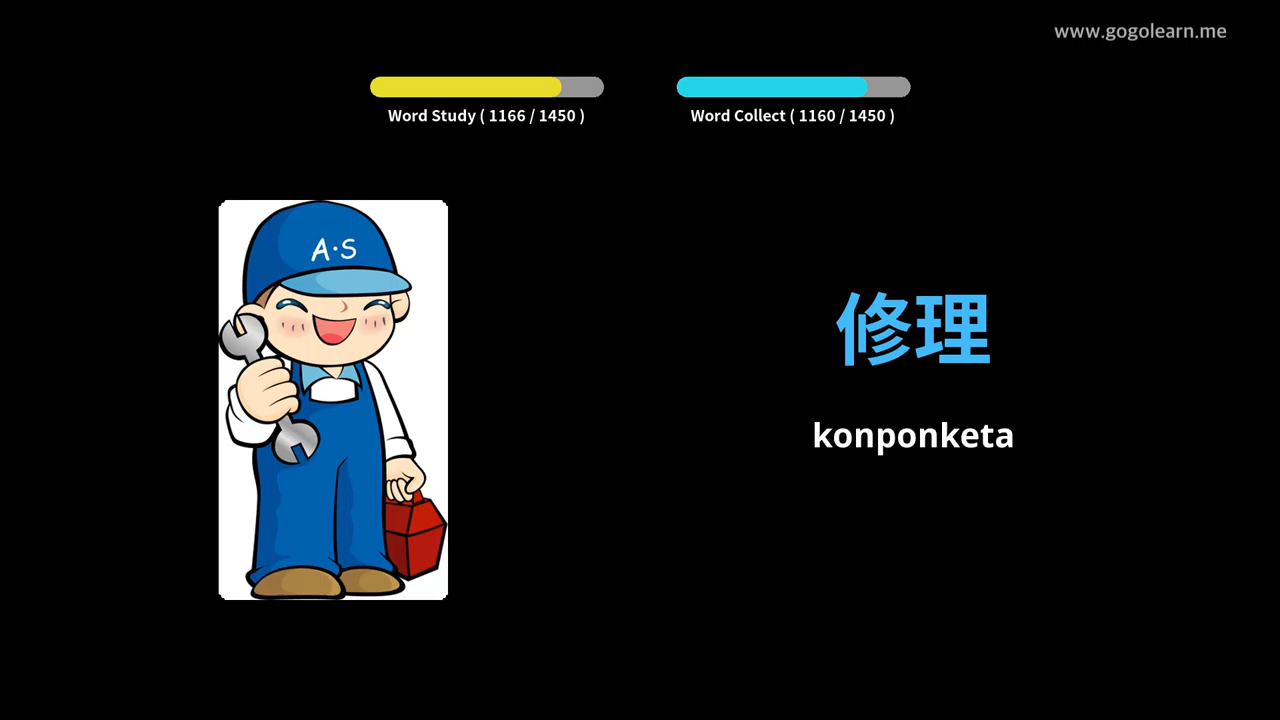 www.gogolearn.me
Word Study ( 1166 / 1450 )
Word Collect ( 1160 / 1450 )
A·S
修理
konponketa